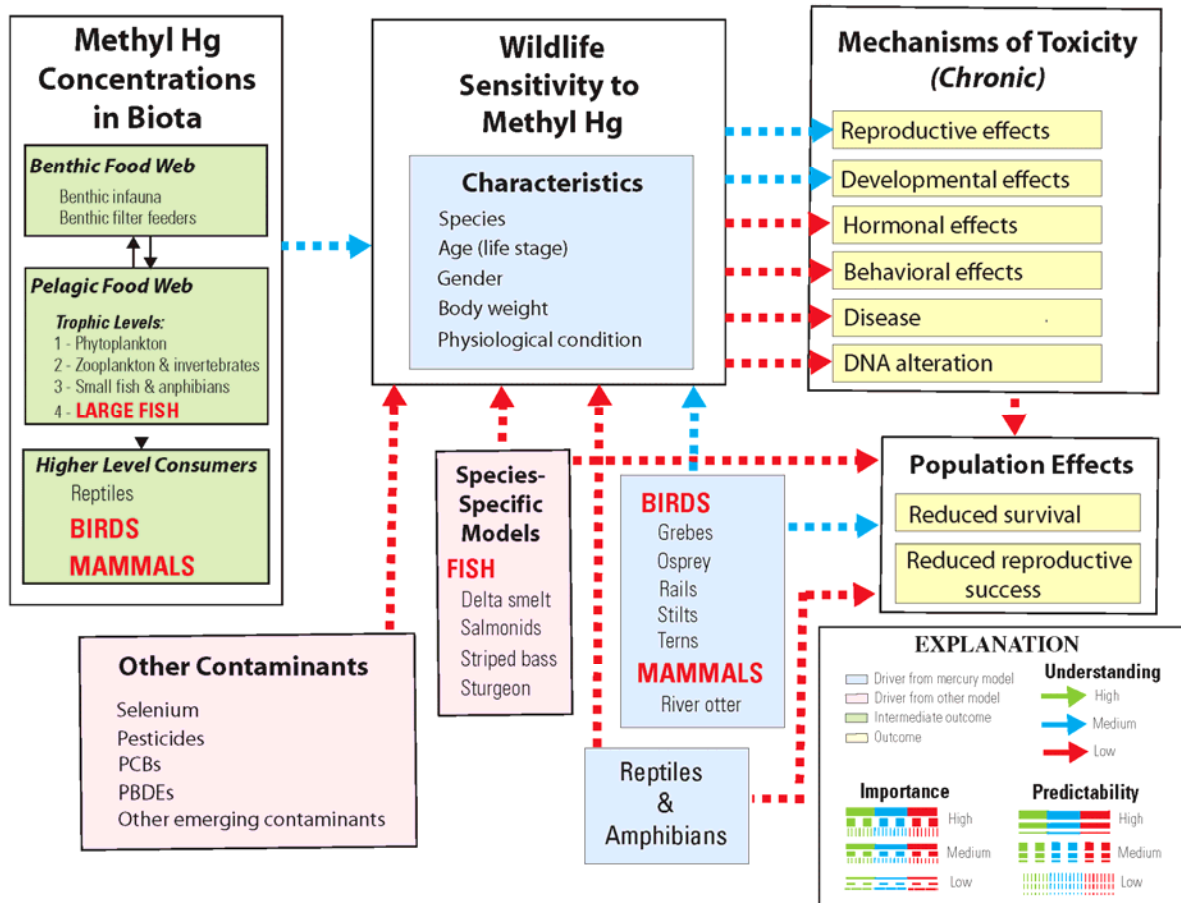 Methyl Hg
Concentrations
in Biota
Benthic Food Web
Benthic infauna
Benthic filter feeders
Pelagic Food Web
Trophic Levels:
1 - Phytoplankton
2 - Zooplankton & invertebrates
3 - Small fish & amphibians
4 - LARGE FISH
Higher Level Consumers
Reptiles
BIRDS
MAMMALS
Wildlife
Sensitivity to
Methyl Hg
Characteristics
Species
Age (life stage)
Gender
Body weight
Physiological condition
Mechanisms of Toxicity
(Chronic)
Reproductive effects
Developmental effects
Hormonal effects
Behavioral effects
Disease
DNA alteration
Other Contaminants
Selenium
Pesticides
PCBs
PBDEs
Other emerging contaminants
Species-
Specific
Models
FISH
Delta smelt
Salmonids
Striped bass
Sturgeon
BIRDS
Grebes
Osprey
Rails
Stilts
Terns
MAMMALS
River otter
Reptiles
&
Amphibians
Population Effects
Reduced survival
Reduced reproductive
success
EXPLANATION
Driver from mercury model
Driver from other model
Intermediate outcome
Outcome
Understanding
High
Medium
Low
Importance
High
Medium
Low
Predictability
High
Medium
Low